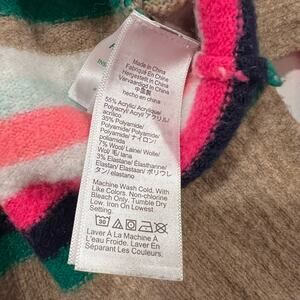 Made in China
Fabriqué En Chine
Hergestellt In China
Vervaardigd In China
中国製
hecho en china
55% Acrylic/ Acrylique/
Polyacryl/ Acryl/ アクリル/
acrílico
35% Polyamide/ Polyamide/
Polyamid/ Polyamide/ ナイロン/
poliamida
7% Wool/ Laine/ Wolle/
Wol/ 毛/ lana
3% Elastane/ Élasthanne/
Elastan/ Elastaan/ ポリウレ
タン/ elastano
Machine Wash Cold, With
Like Colors. Non-chlorine
Bleach Only. Tumble Dry
Low. Iron On Lowest
Setting.
30
Laver À La Machine À
L'eau Froide. Laver En
Séparant Les Couleurs.